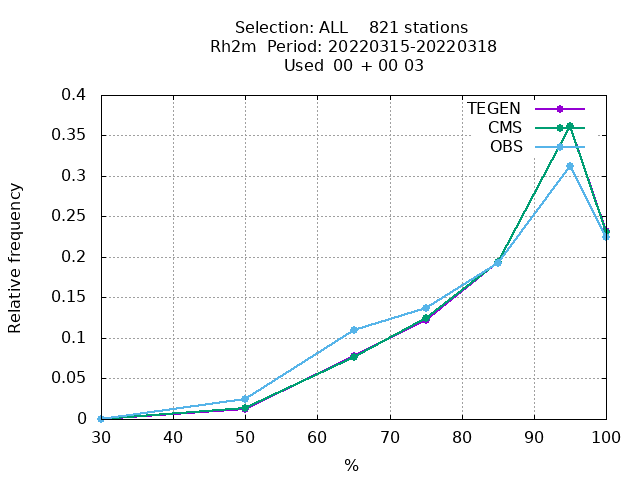 Selection: ALL    821 stations
Rh2m  Period: 20220315-20220318
Used  00 + 00 03
TEGEN
CMS
OBS
0.4
0.35
0.3
0.25
0.2
0.15
0.1
0.05
0
Relative frequency
30 40 50 60 70 80 90 100
%